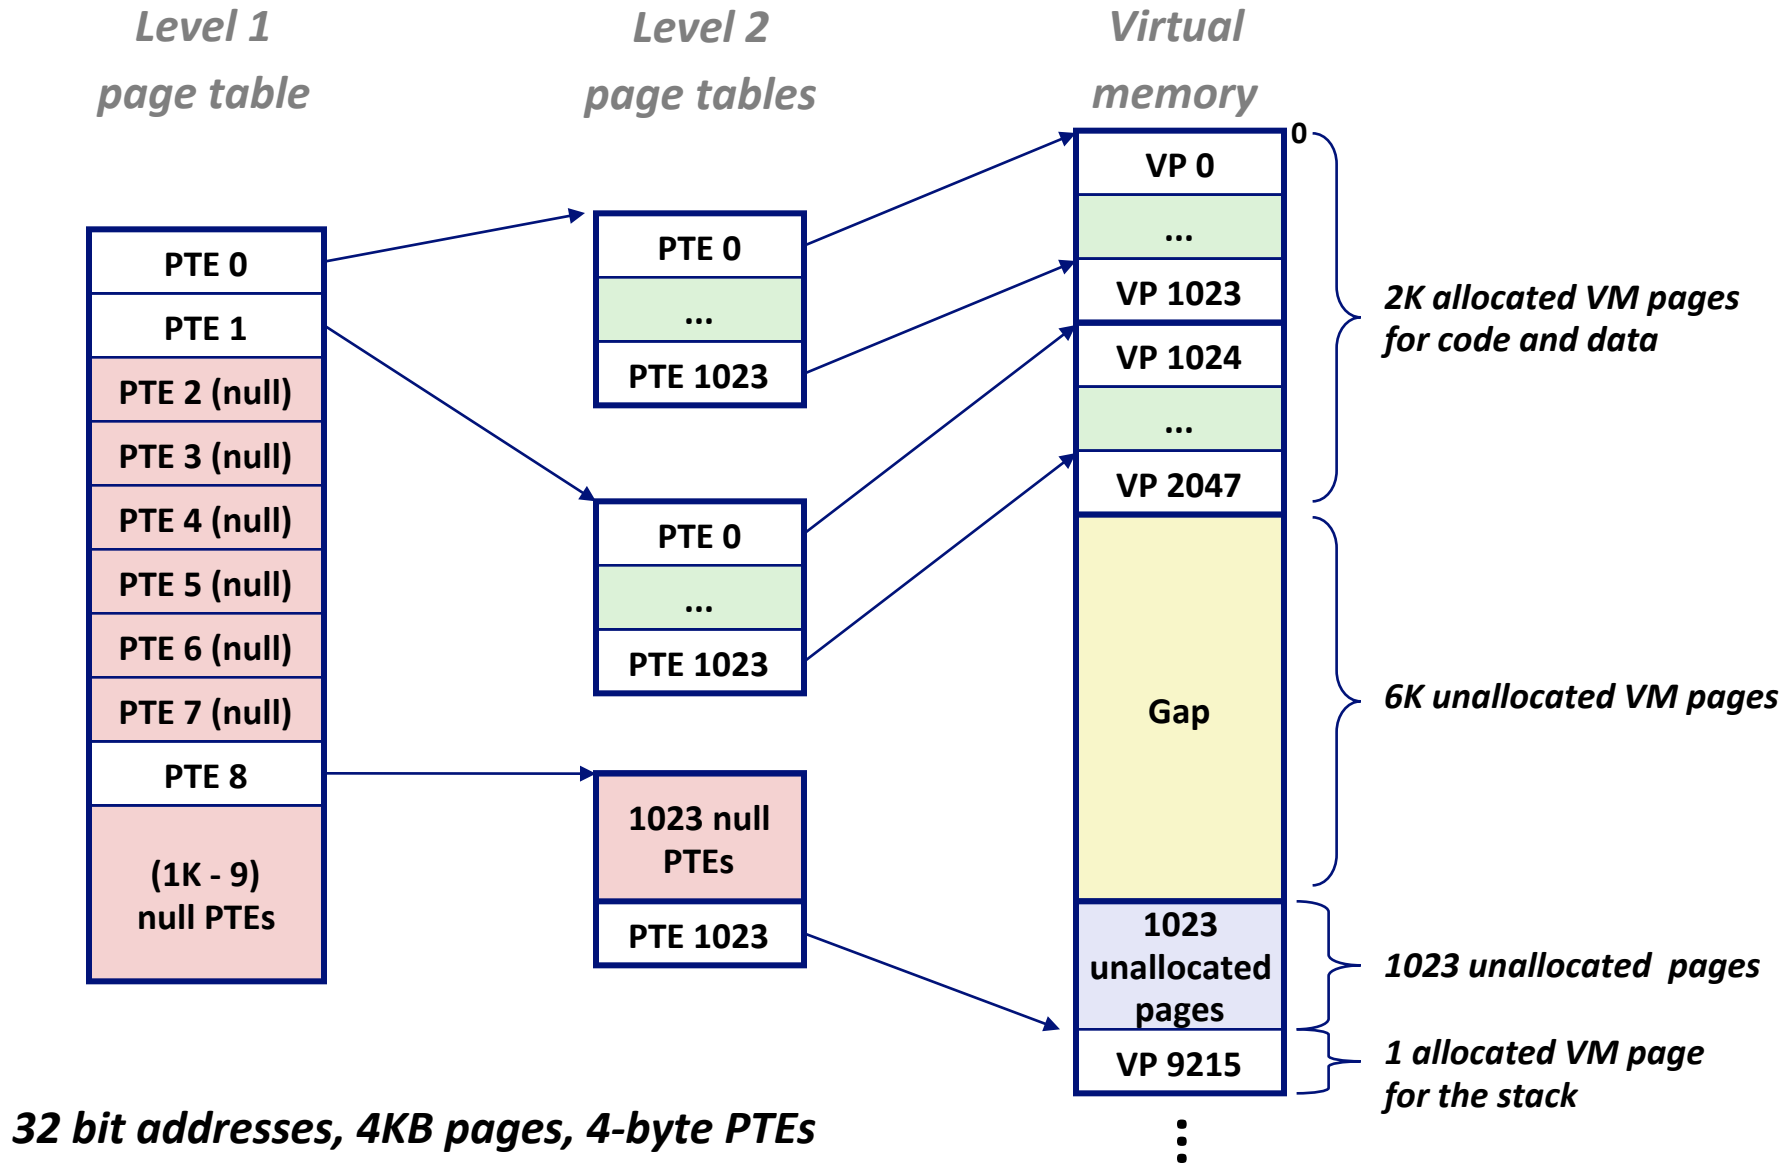 Level 1
page table
Level 2
page tables
Virtual
memory
PTE 0
PTE 1
PTE 2 (null)
PTE 3 (null)
PTE 4 (null)
PTE 5 (null)
PTE 6 (null)
PTE 7 (null)
PTE 8
(1K - 9)
null PTEs
PTE 0
...
PTE 1023
PTE 0
...
PTE 1023
1023 null
PTEs
PTE 1023
0
VP 0
...
VP 1023
VP 1024
...
VP 2047
Gap
1023
unallocated
pages
VP 9215
...
2K allocated VM pages
for code and data
6K unallocated VM pages
1023 unallocated  pages
1 allocated VM page
for the stack
32 bit addresses, 4KB pages, 4-byte PTEs